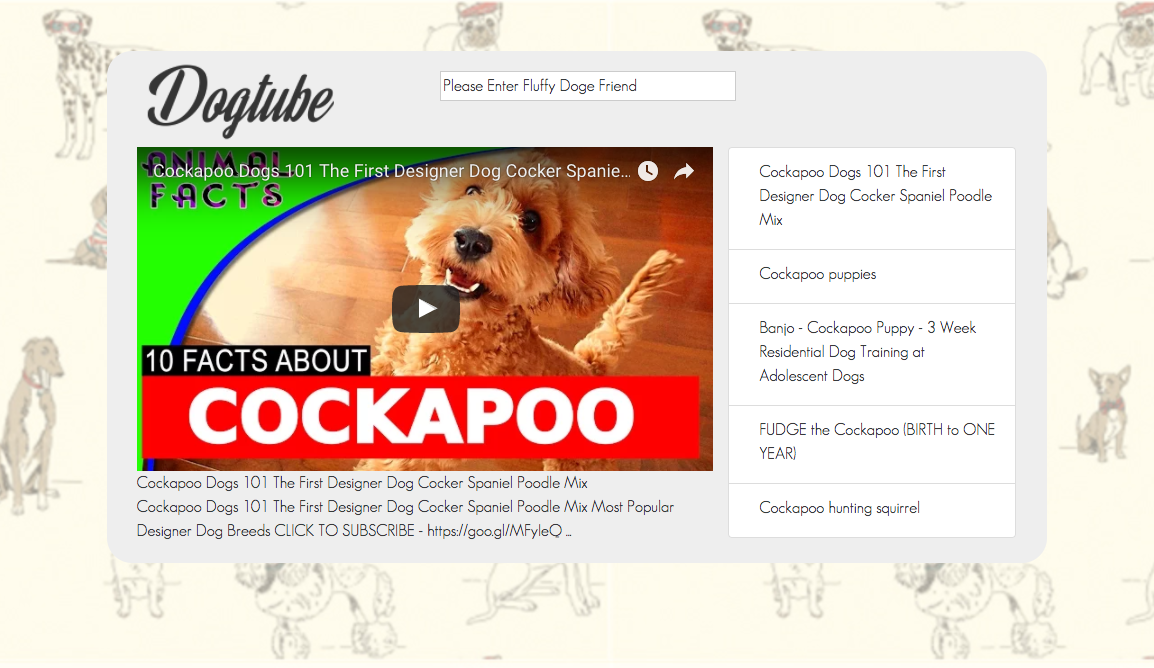 Dogtube
Please Enter Fluffy Doge Friend
ANIMAL
FACTS
Cockapoo Dogs 101 The First Designer Dog Cocker Spanie...
10 FACTS ABOUT
COCKAPOO
Cockapoo Dogs 101 The First Designer Dog Cocker Spaniel Poodle Mix
Cockapoo Dogs 101 The First Designer Dog Cocker Spaniel Poodle Mix Most Popular
Designer Dog Breeds CLICK TO SUBSCRIBE - https://goo.gl/MFyleQ ...
Cockapoo Dogs 101 The First
Designer Dog Cocker Spaniel Poodle
Mix
Cockapoo puppies
Banjo - Cockapoo Puppy - 3 Week
Residential Dog Training at
Adolescent Dogs
FUDGE the Cockapoo (BIRTH to ONE
YEAR)
Cockapoo hunting squirrel